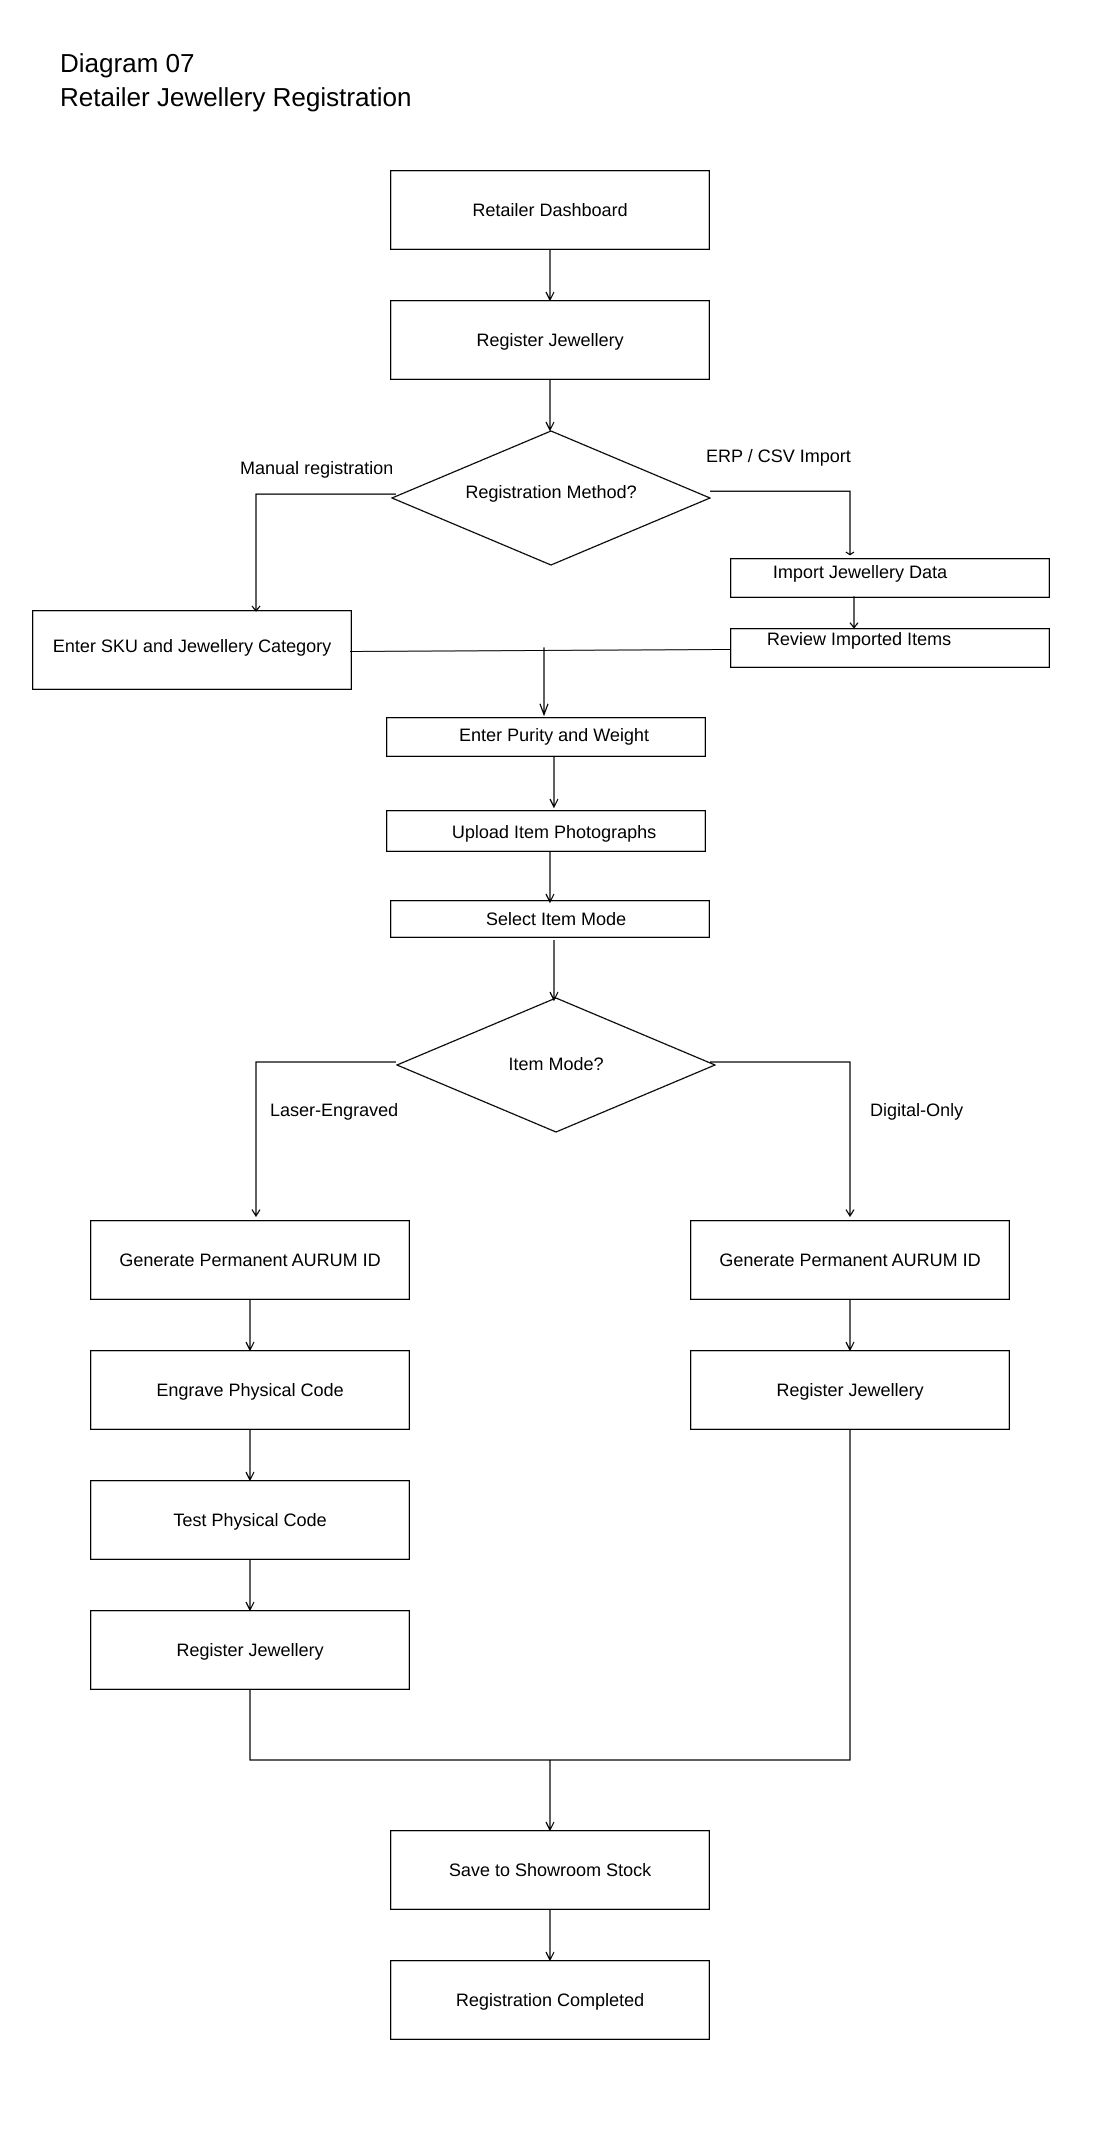 Diagram 07
Retailer Jewellery Registration
Retailer Dashboard
Register Jewellery
Registration Method?
Manual registration
ERP / CSV Import
Import Jewellery Data
Enter SKU and Jewellery Category
Review Imported Items
Enter Purity and Weight
Upload Item Photographs
Select Item Mode
Item Mode?
Laser-Engraved
Digital-Only
Generate Permanent AURUM ID
Generate Permanent AURUM ID
Engrave Physical Code
Register Jewellery
Test Physical Code
Register Jewellery
Save to Showroom Stock
Registration Completed